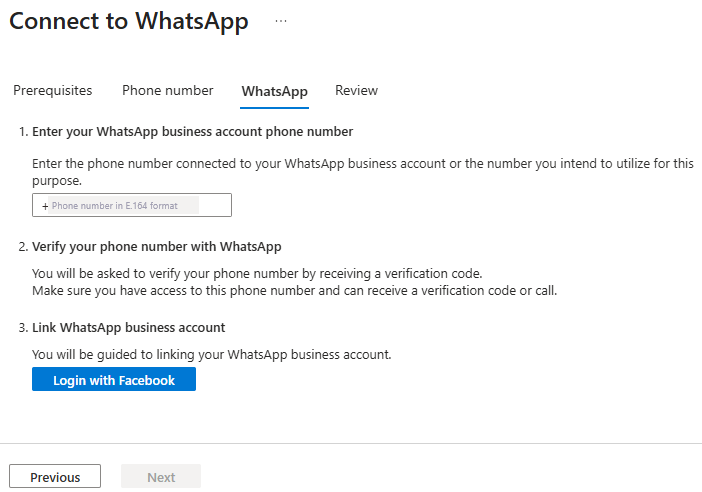 Connect to WhatsApp ...
Prerequisites Phone number WhatsApp Review
1. Enter your WhatsApp business account phone number
Enter the phone number connected to your WhatsApp business account or the number you intend to utilize for this
purpose.
+ Phone number in E.164 format
2. Verify your phone number with WhatsApp
You will be asked to verify your phone number by receiving a verification code.
Make sure you have access to this phone number and can receive a verification code or call.
3. Link WhatsApp business account
You will be guided to linking your WhatsApp business account.
Login with Facebook
Previous Next